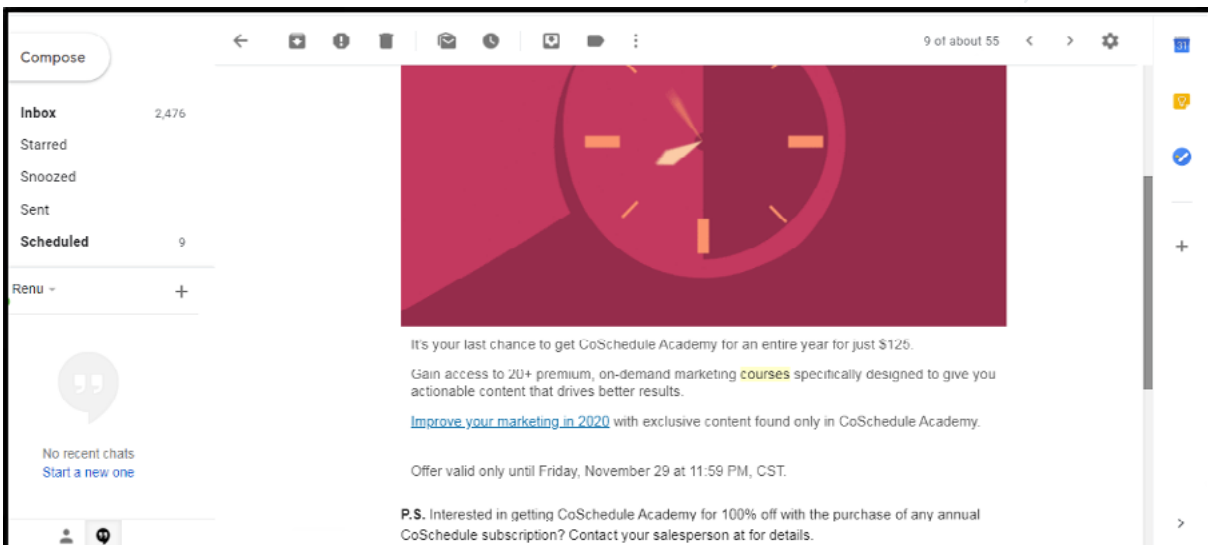 Compose
9 of about 55
31
Inbox 2,476
Starred
Snoozed
Sent
Scheduled 9
Renu
No recent chats
Start a new one
It's your last chance to get CoSchedule Academy for an entire year for just $125.
Gain access to 20+ premium, on-demand marketing courses specifically designed to give you
actionable content that drives better results.
Improve your marketing in 2020 with exclusive content found only in CoSchedule Academy.
Offer valid only until Friday, November 29 at 11:59 PM, CST.
P.S. Interested in getting CoSchedule Academy for 100% off with the purchase of any annual
CoSchedule subscription? Contact your salesperson at for details.